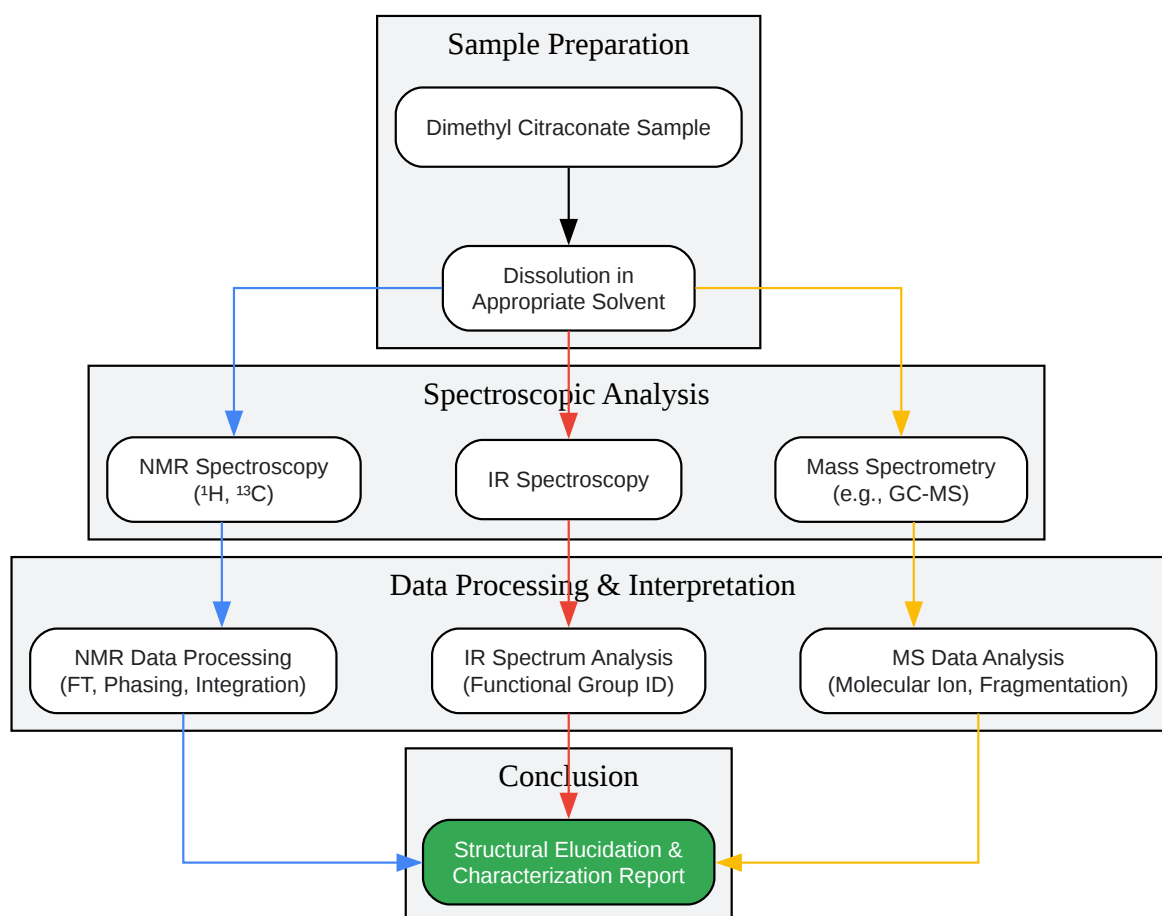 Sample Preparation
Dimethyl Citraconate Sample
Dissolution in
Appropriate Solvent
Spectroscopic Analysis
NMR Spectroscopy
(¹H, ¹³C)
IR Spectroscopy
Mass Spectrometry
(e.g., GC-MS)
Data Processing & Interpretation
NMR Data Processing
(FT, Phasing, Integration)
IR Spectrum Analysis
(Functional Group ID)
MS Data Analysis
(Molecular Ion, Fragmentation)
Conclusion
Structural Elucidation &
Characterization Report